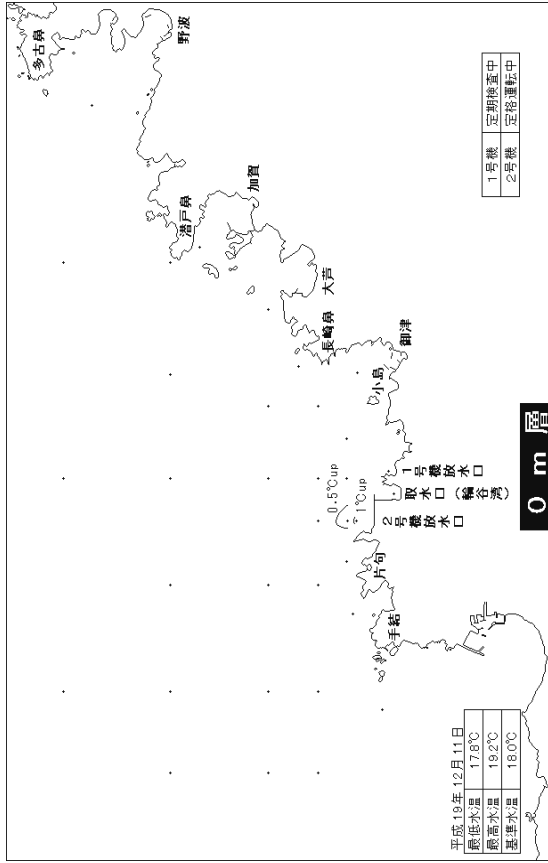 平成19年12月11日
最低水温 17.8℃
最高水温 19.2℃
基準水温 18.0℃
手結
片句
0.5℃up
1℃up
2号機放水口
取水口(輪谷湾)
1号機放水口
小島
御津
長崎鼻
大芦
加賀
潜戸鼻
野波
多古鼻
1号機 定期検査中
2号機 定格運転中
0m層